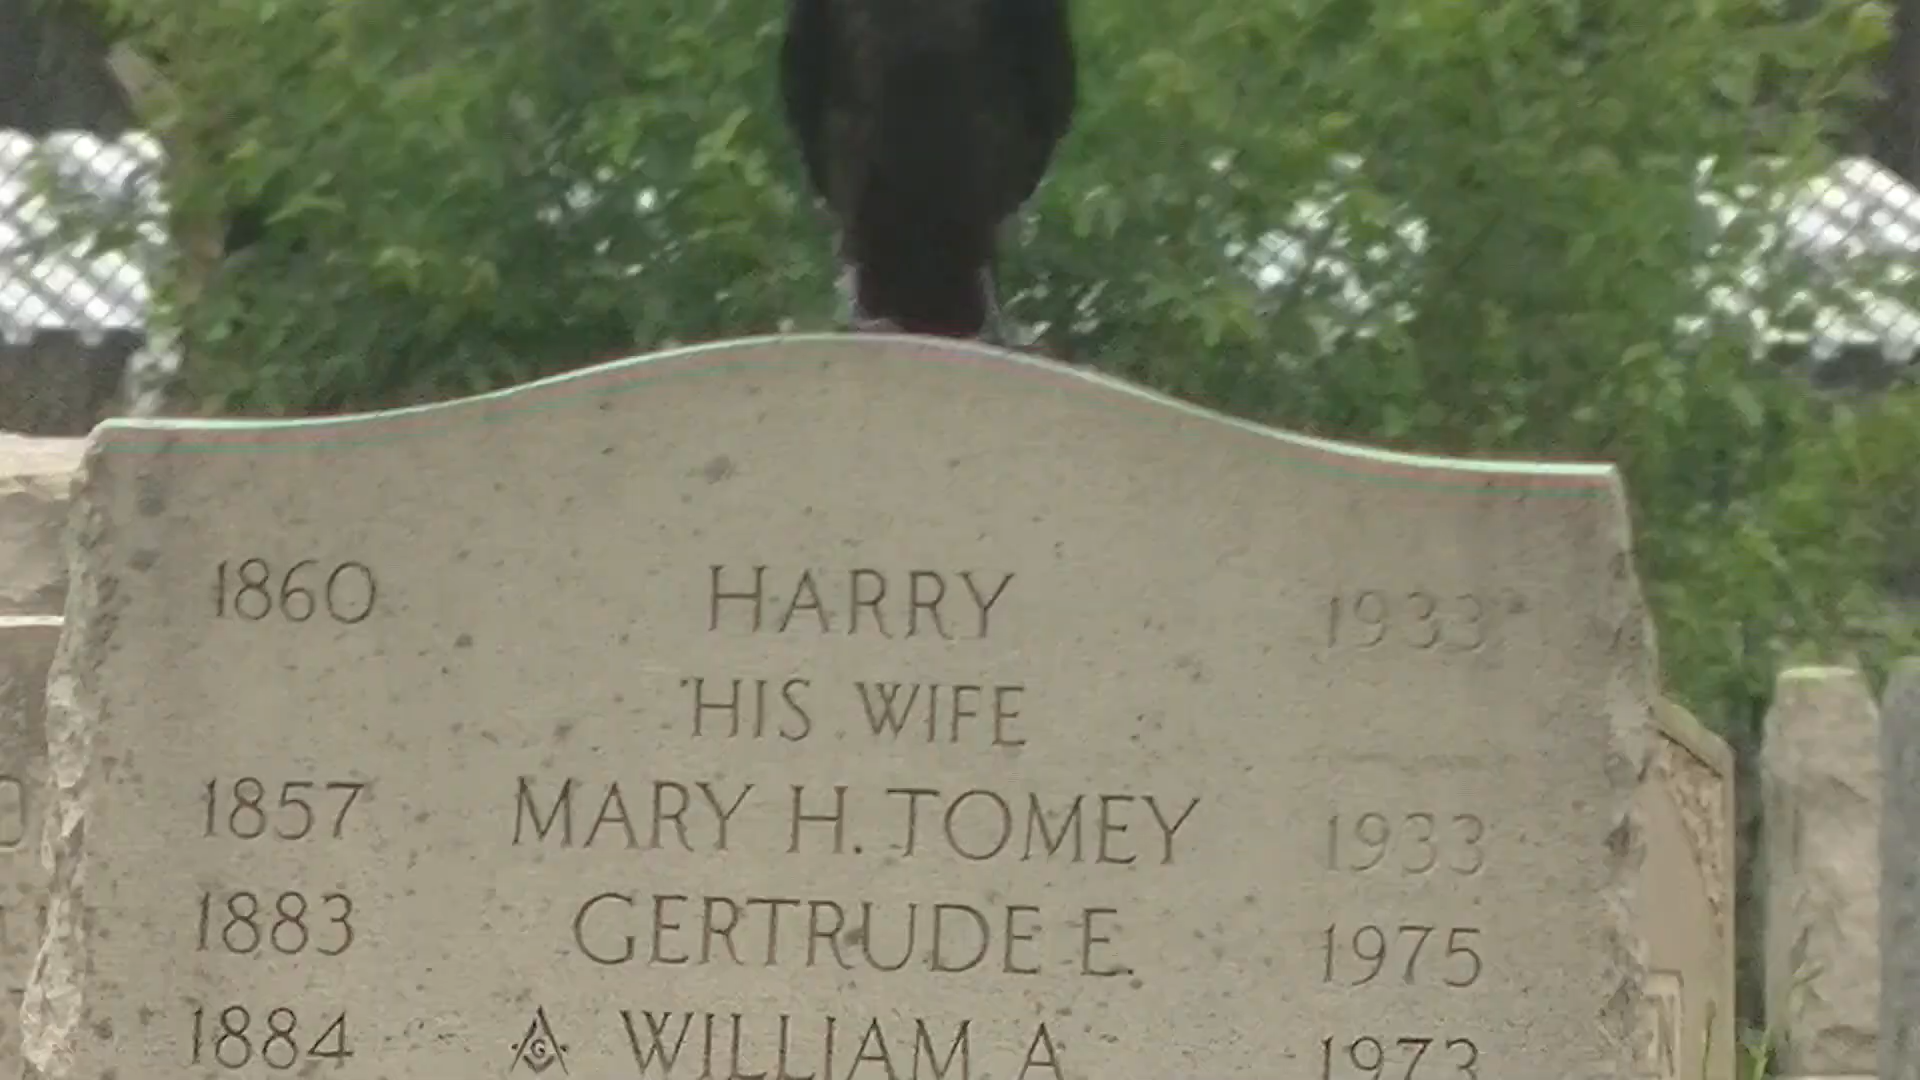 1860 HARRY 1933
HIS WIFE
1857 MARY H. TOMEY 1933
1883 GERTRUDE E. 1975
1884 G WILLIAM A 1973